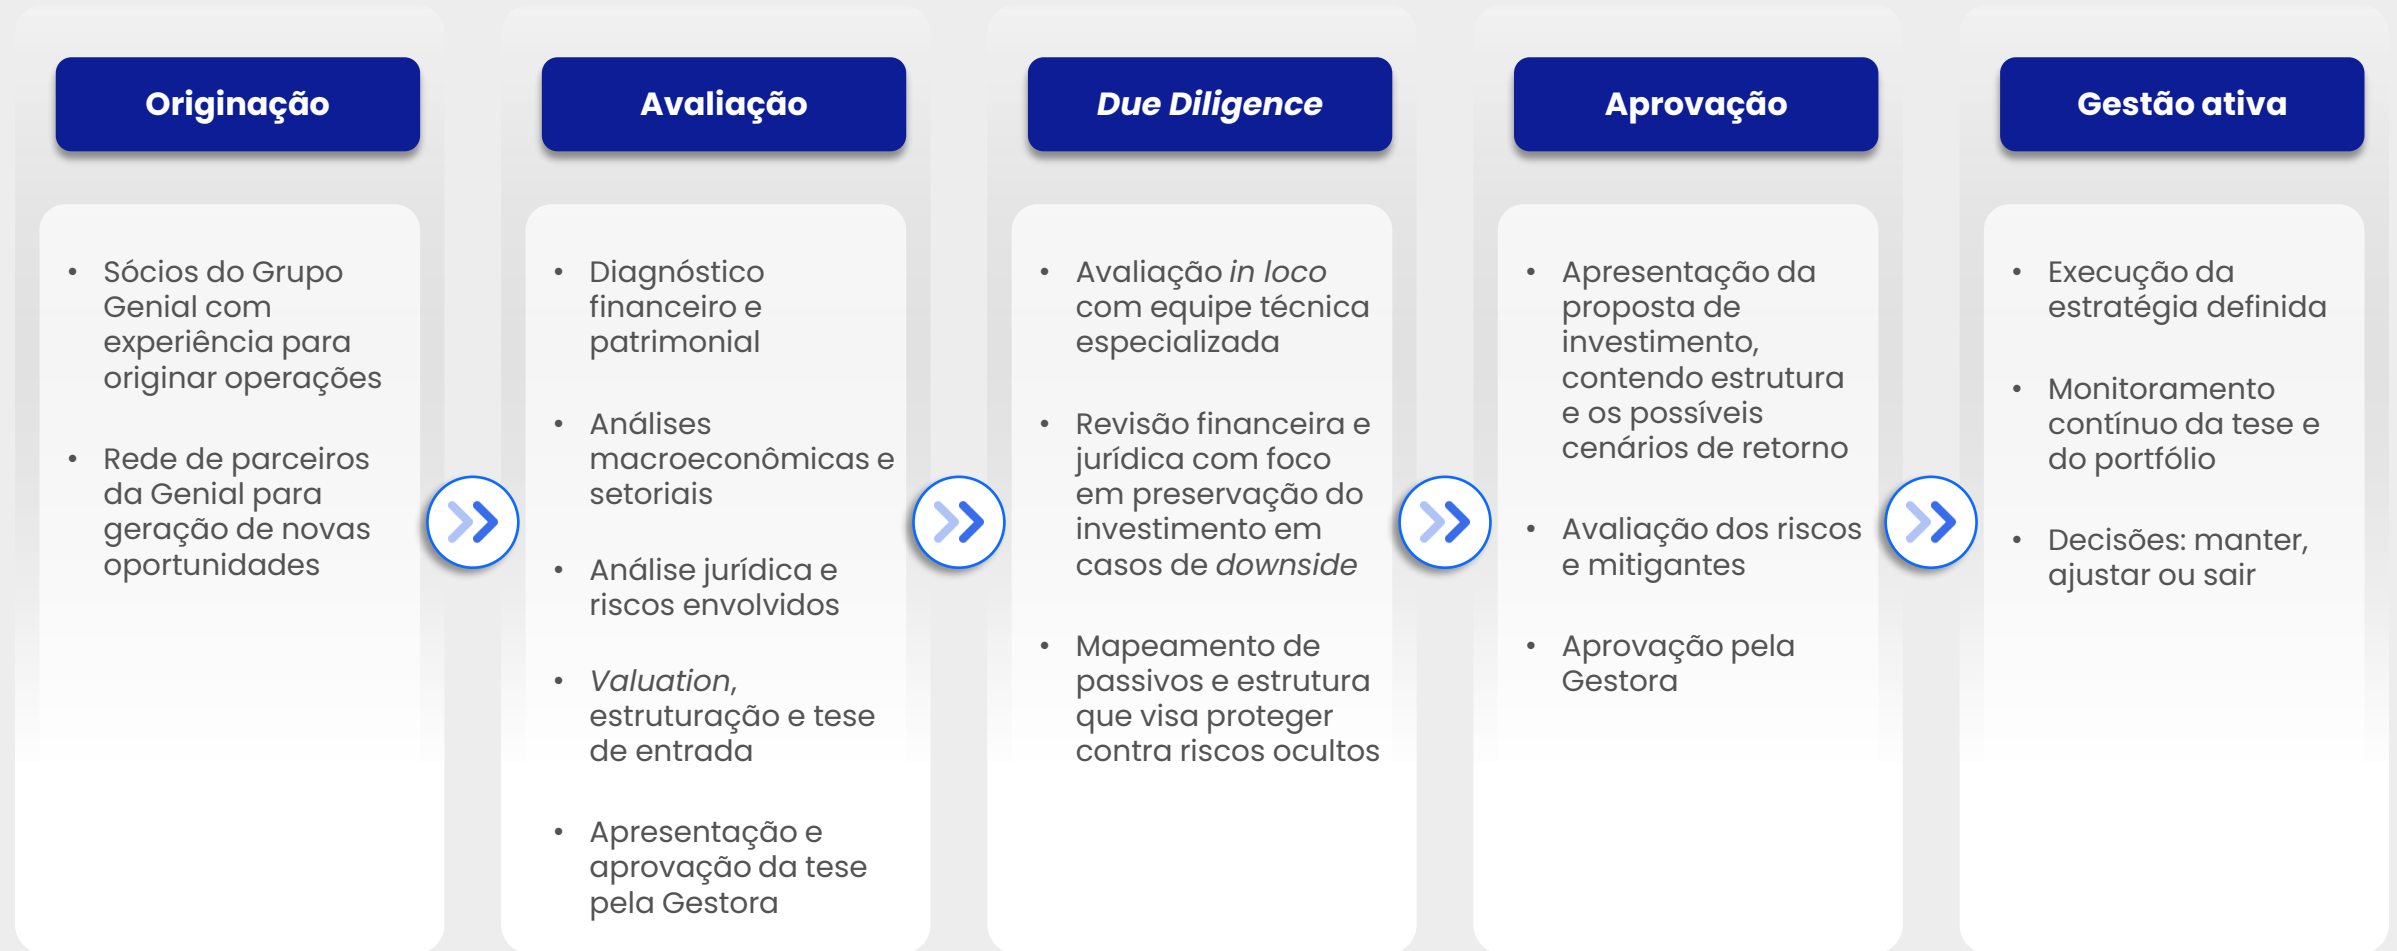 Originação
• Sócios do Grupo
Genial com
experiência para
originar operações
• Rede de parceiros
da Genial para
geração de novas
oportunidades
Avaliação
• Diagnóstico
financeiro e
patrimonial
• Análises
macroeconômicas e
setoriais
• Análise jurídica e
riscos envolvidos
• Valuation,
estruturação e tese
de entrada
• Apresentação e
aprovação da tese
pela Gestora
Due Diligence
• Avaliação in loco
com equipe técnica
especializada
• Revisão financeira e
jurídica com foco
em preservação do
investimento em
casos de downside
• Mapeamento de
passivos e estrutura
que visa proteger
contra riscos ocultos
Aprovação
• Apresentação da
proposta de
investimento,
contendo estrutura
e os possíveis
cenários de retorno
• Avaliação dos riscos
e mitigantes
• Aprovação pela
Gestora
Gestão ativa
• Execução da
estratégia definida
• Monitoramento
contínuo da tese e
do portfólio
• Decisões: manter,
ajustar ou sair